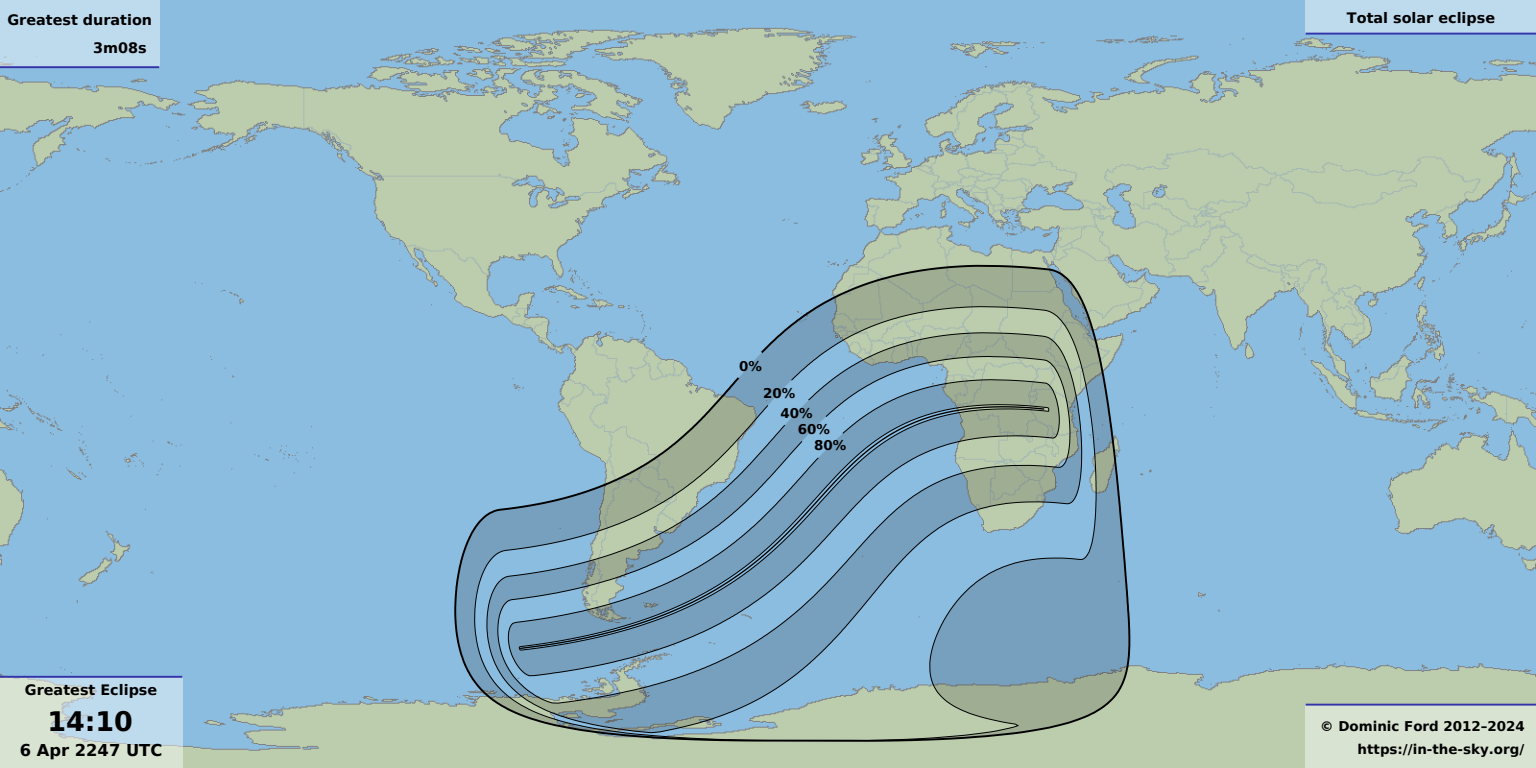 Greatest duration
3m08s
Total solar eclipse
0%
20%
40%
60%
80%
Greatest Eclipse
14:10
6 Apr 2247 UTC
© Dominic Ford 2012–2024
https://in-the-sky.org/